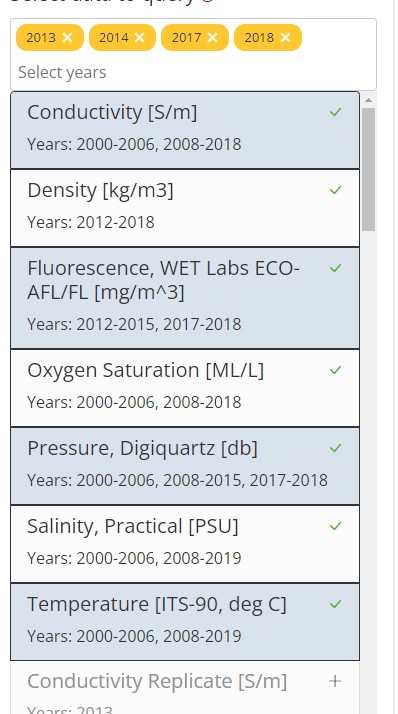 2013 ✕ 2014 ✕ 2017 ✕ 2018 ✕
Select years
Conductivity [S/m]
Years: 2000-2006, 2008-2018
Density [kg/m3]
Years: 2012-2018
Fluorescence, WET Labs ECO-
AFL/FL [mg/m^3]
Years: 2012-2015, 2017-2018
Oxygen Saturation [ML/L]
Years: 2000-2006, 2008-2018
Pressure, Digiquartz [db]
Years: 2000-2006, 2008-2015, 2017-2018
Salinity, Practical [PSU]
Years: 2000-2006, 2008-2019
Temperature [ITS-90, deg C]
Years: 2000-2006, 2008-2019
Conductivity Replicate [S/m]
Years: 2013